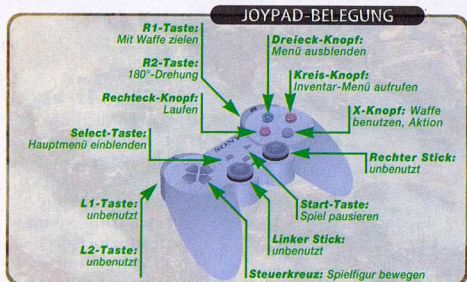 JOYPAD-BELEGUNG
R1-Taste:
Mit Waffe zielen
R2-Taste:
180°-Drehung
Rechteck-Knopf:
Laufen
Select-Taste:
Hauptmenü einblenden
L1-Taste:
unbenutzt
L2-Taste:
unbenutzt
Dreieck-Knopf:
Menü ausblenden
Kreis-Knopf:
Inventar-Menü aufrufen
X-Knopf: Waffe
benutzen, Aktion
Rechter Stick:
unbenutzt
Start-Taste:
Spiel pausieren
Linker Stick:
unbenutzt
Steuerkreuz: Spielfigur bewegen
SONY